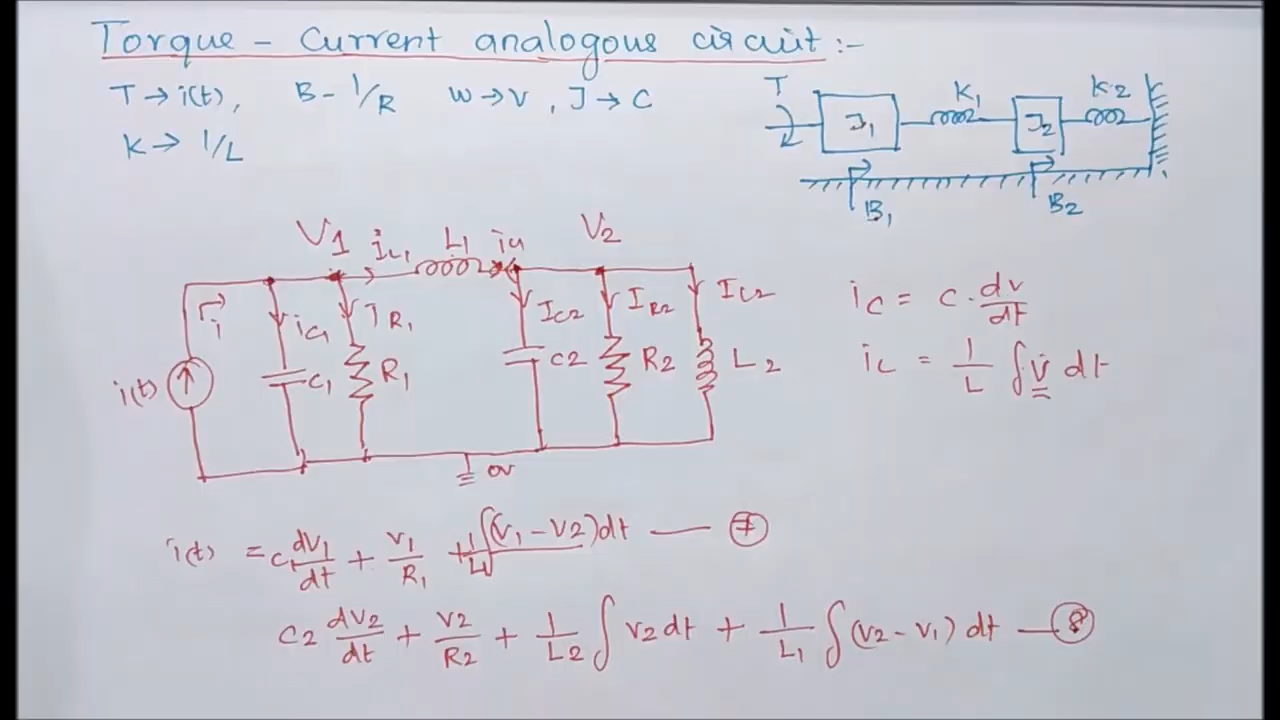 Torque - Current analogous circuit :-
T → i(t), B - 1/R W → V, J → C
K → 1/L
T J1 K1 J2 K2
B1 B2
V1 iL1 L1 V2
i iC1 IR1 IC2 IR2 IL2
i(t) C1 R1 C2 R2 L2
0V
iC = C . dv/dt
iL = 1/L ∫ v dt
i(t) = C1 dV1/dt + V1/R1 + 1/L1 ∫(V1 - V2) dt — 7
C2 dV2/dt + V2/R2 + 1/L2 ∫ V2 dt + 1/L1 ∫ (V2 - V1) dt — 8